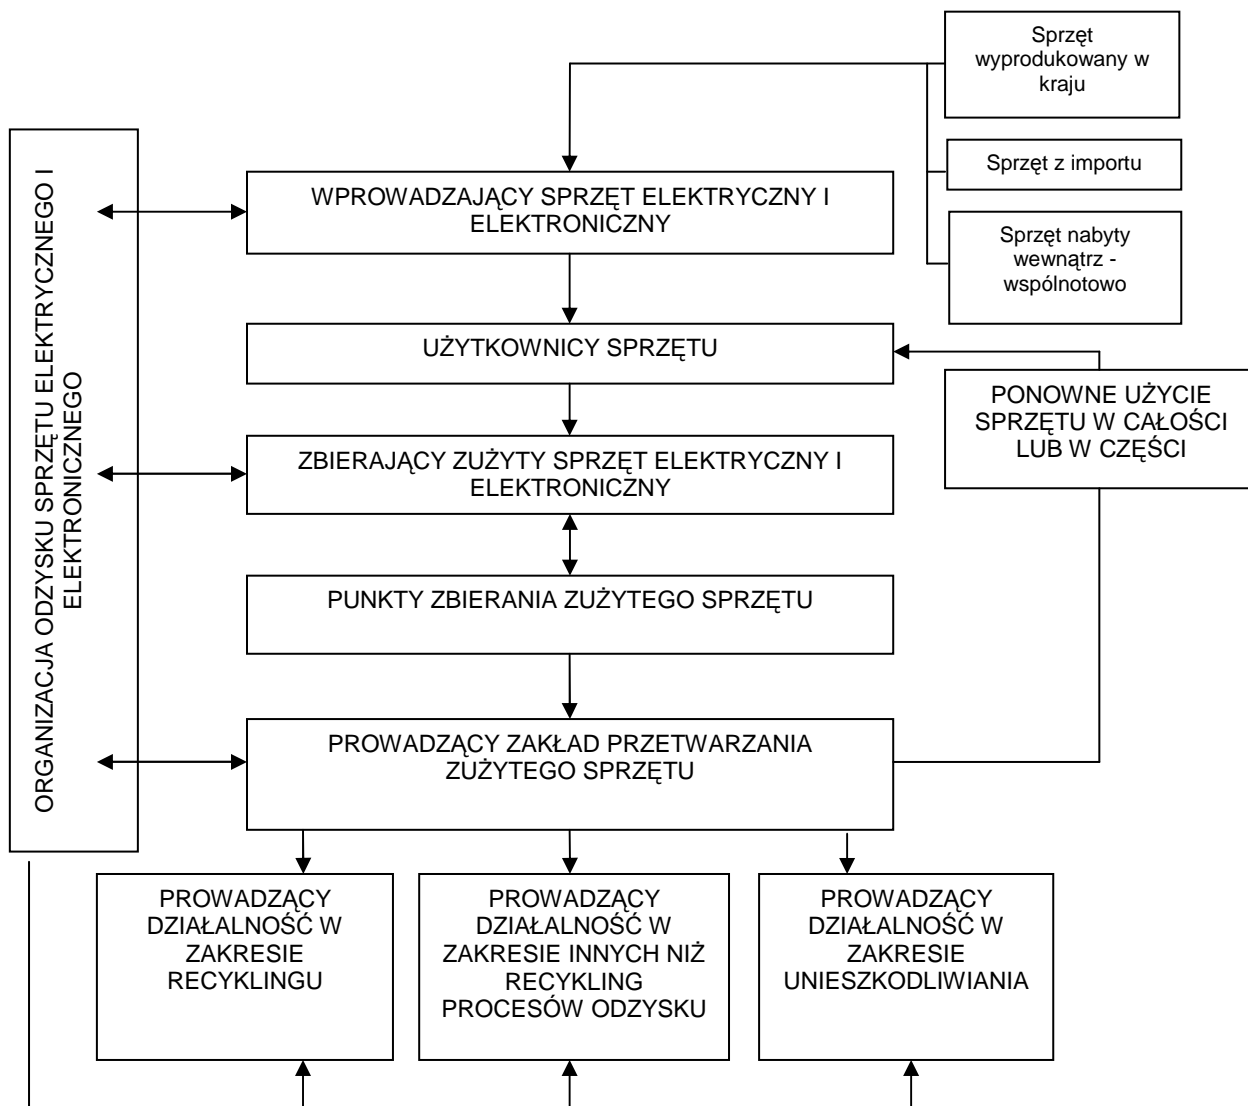 Sprzęt
wyprodukowany w
kraju
Sprzęt z importu
Sprzęt nabyty
wewnątrz -
wspólnotowo
ORGANIZACJA ODZYSKU SPRZĘTU ELEKTRYCZNEGO I
ELEKTRONICZNEGO
WPROWADZAJĄCY SPRZĘT ELEKTRYCZNY I
ELEKTRONICZNY
UŻYTKOWNICY SPRZĘTU
PONOWNE UŻYCIE
SPRZĘTU W CAŁOŚCI
LUB W CZĘŚCI
ZBIERAJĄCY ZUŻYTY SPRZĘT ELEKTRYCZNY I
ELEKTRONICZNY
PUNKTY ZBIERANIA ZUŻYTEGO SPRZĘTU
PROWADZĄCY ZAKŁAD PRZETWARZANIA
ZUŻYTEGO SPRZĘTU
PROWADZĄCY
DZIAŁALNOŚĆ W
ZAKRESIE
RECYKLINGU
PROWADZĄCY
DZIAŁALNOŚĆ W
ZAKRESIE INNYCH NIŻ
RECYKLING
PROCESÓW ODZYSKU
PROWADZĄCY
DZIAŁALNOŚĆ W
ZAKRESIE
UNIESZKODLIWIANIA